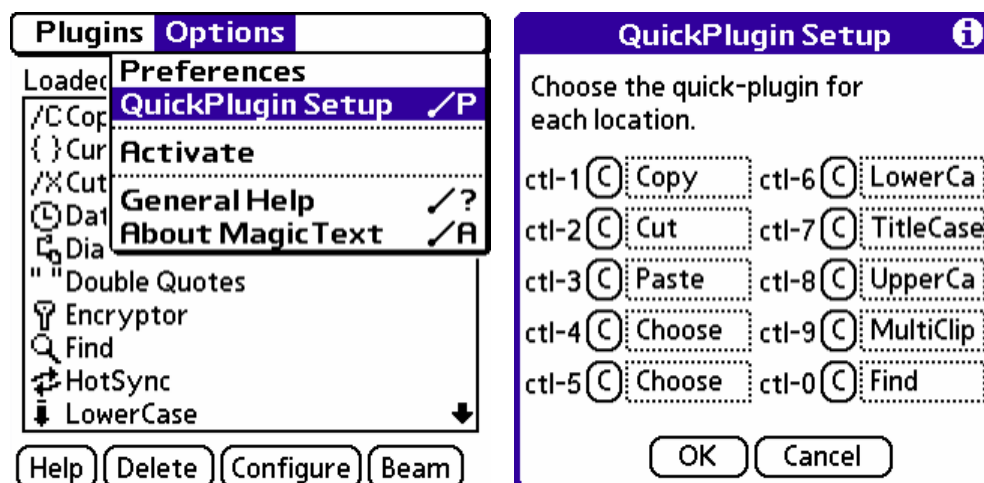 Plugins Options
Loaded
Preferences
QuickPlugin Setup /P
Activate
General Help /?
About MagicText /A
/C Cop
{ } Cur
/X Cut
Dat
Dia
" " Double Quotes
Encryptor
Find
HotSync
LowerCase
Help Delete Configure Beam
QuickPlugin Setup i
Choose the quick-plugin for
each location.
ctl-1 C Copy ctl-6 C LowerCa
ctl-2 C Cut ctl-7 C TitleCase
ctl-3 C Paste ctl-8 C UpperCa
ctl-4 C Choose ctl-9 C MultiClip
ctl-5 C Choose ctl-0 C Find
OK Cancel